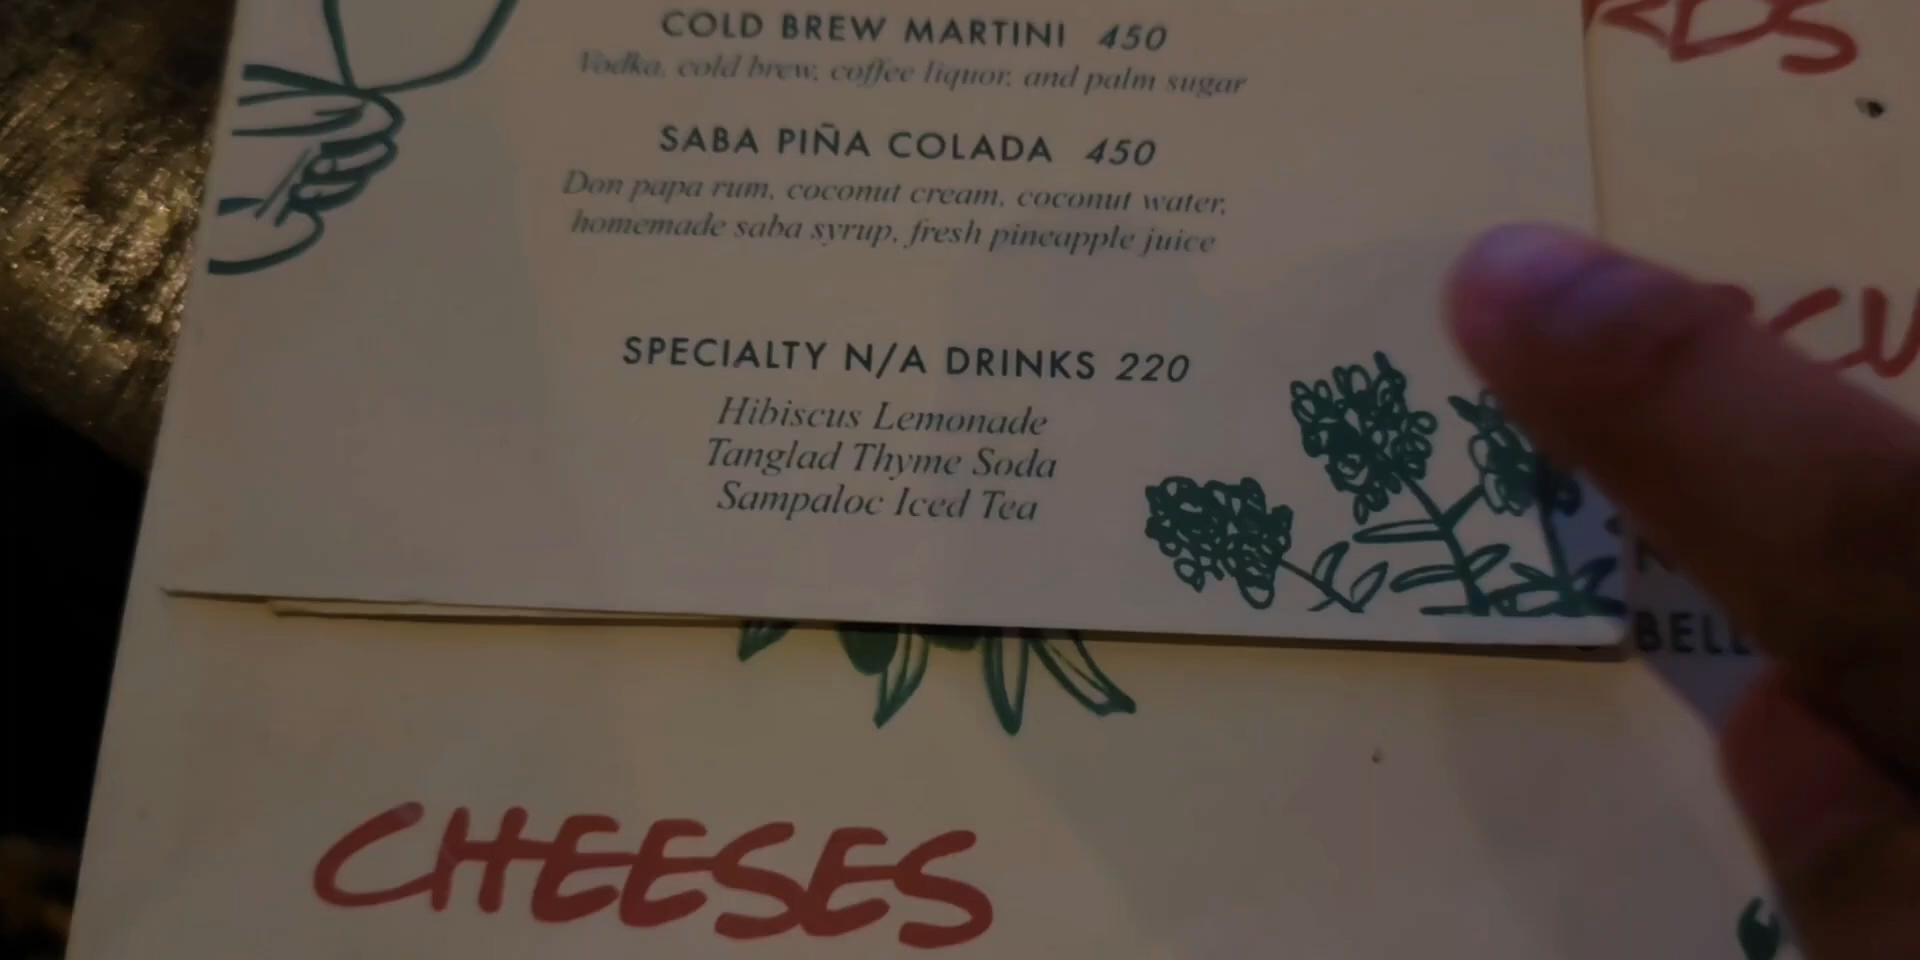 COLD BREW MARTINI 450
Vodka, cold brew, coffee liquor, and palm sugar
SABA PIÑA COLADA 450
Don papa rum, coconut cream, coconut water,
homemade saba syrup, fresh pineapple juice
SPECIALTY N/A DRINKS 220
Hibiscus Lemonade
Tanglad Thyme Soda
Sampaloc Iced Tea
CHEESES